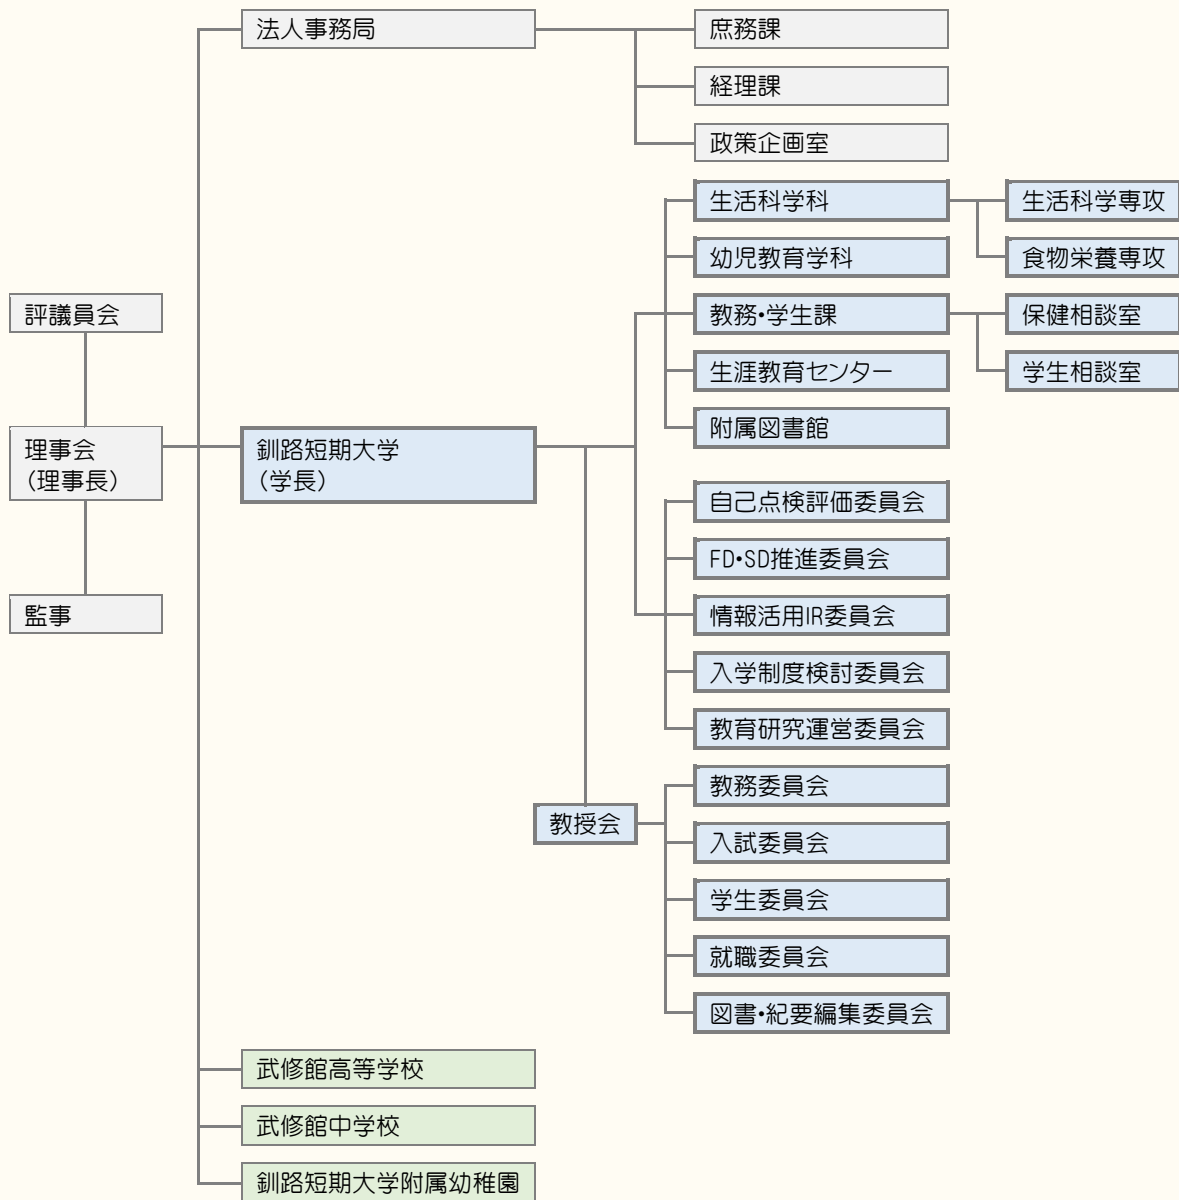 法人事務局
庶務課
経理課
政策企画室
生活科学科
生活科学専攻
幼児教育学科
食物栄養専攻
評議員会
教務・学生課
保健相談室
生涯教育センター
学生相談室
附属図書館
理事会
（理事長）
釧路短期大学
（学長）
自己点検評価委員会
FD・SD推進委員会
監事
情報活用IR委員会
入学制度検討委員会
教育研究運営委員会
教務委員会
教授会
入試委員会
学生委員会
就職委員会
図書・紀要編集委員会
武修館高等学校
武修館中学校
釧路短期大学附属幼稚園